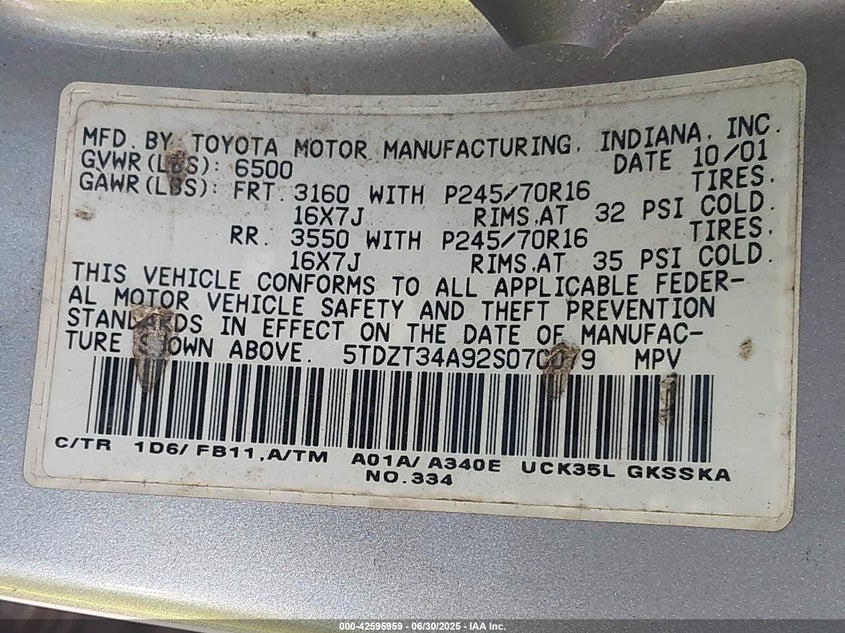 MFD. BY TOYOTA MOTOR MANUFACTURING, INDIANA, INC.
GVWR(LBS): 6500 DATE 10/01
GAWR(LBS): FRT. 3160 WITH P245/70R16 TIRES,
16X7J RIMS,AT 32 PSI COLD.
RR. 3550 WITH P245/70R16 TIRES,
16X7J RIMS,AT 35 PSI COLD.
THIS VEHICLE CONFORMS TO ALL APPLICABLE FEDER-
AL MOTOR VEHICLE SAFETY AND THEFT PREVENTION
STANDARDS IN EFFECT ON THE DATE OF MANUFAC-
TURE SHOWN ABOVE. MPV
C/TR 1D6/ FB11,A/TM A01A/ A340E UCK35L GKSSKA
NO.334
000-42595959 - 06/30/2025 - IAA Inc.